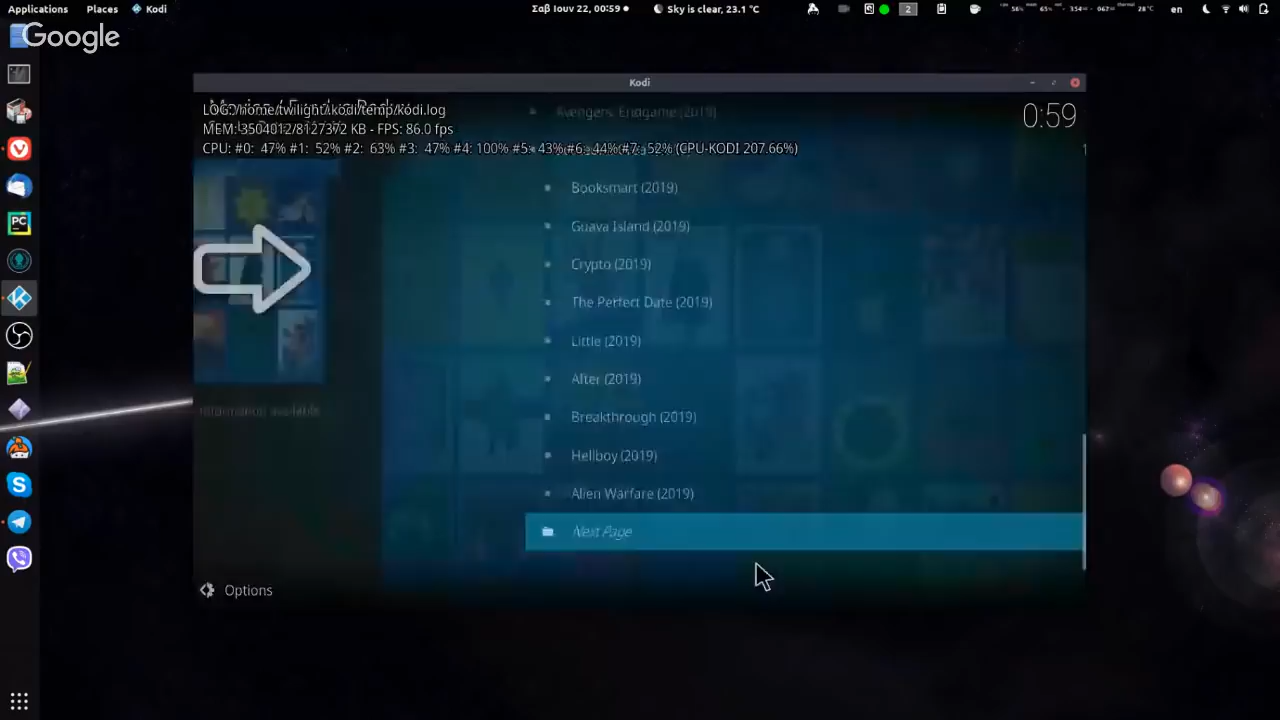 Applications Places Kodi Σαβ Ιουν 22, 00:59 Sky is clear, 23.1 °C 2 en
Google
Kodi
LOG: /home/twilight/.kodi/temp/kodi.log
Avengers: Endgame (2019)
0:59
MEM: 3504012/8127372 KB - FPS: 86.0 fps
CPU: #0: 47% #1: 52% #2: 63% #3: 47% #4: 100% #5: 43% #6: 44% #7: 52% (CPU-KODI 207.66%)
Booksmart (2019)
Guava Island (2019)
Crypto (2019)
The Perfect Date (2019)
Little (2019)
After (2019)
information available
Breakthrough (2019)
Hellboy (2019)
Alien Warfare (2019)
Next Page
Options
PC
S